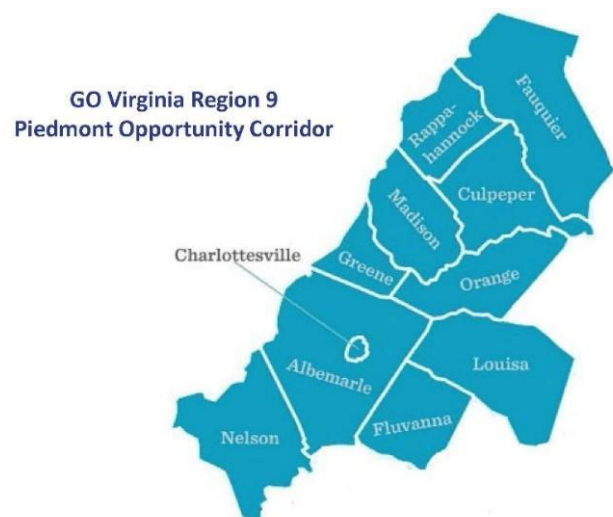 GO Virginia Region 9
Piedmont Opportunity Corridor
Fauquier
Rappa-
hannock
Culpeper
Madison
Charlottesville
Greene
Orange
Louisa
Albemarle
Fluvanna
Nelson